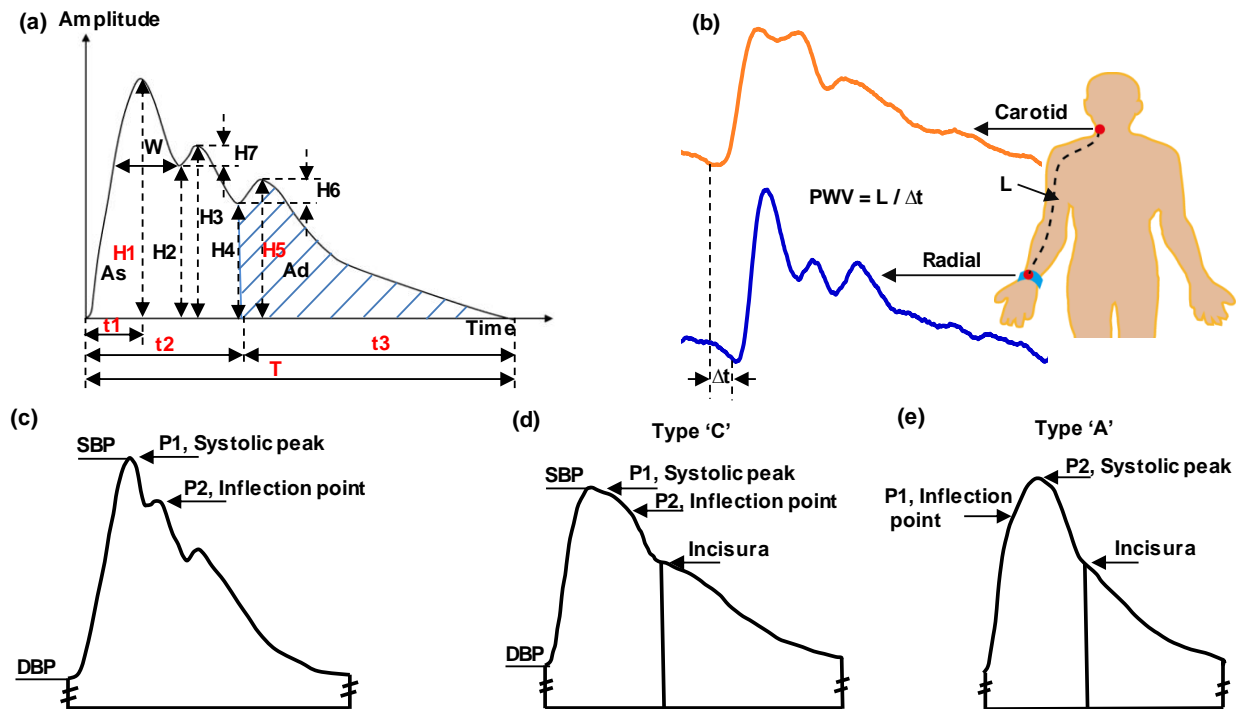 (a)
Amplitude
W
H7
H6
H3
H1
H2
H4
H5
As
Ad
Time
t1
t2
t3
T
(b)
Carotid
L
PWV = L / Δt
Radial
Δt
(c)
SBP
P1, Systolic peak
P2, Inflection point
DBP
(d)
Type ‘C’
SBP
P1, Systolic peak
P2, Inflection point
Incisura
DBP
(e)
Type ‘A’
P2, Systolic peak
P1, Inflection
point
Incisura